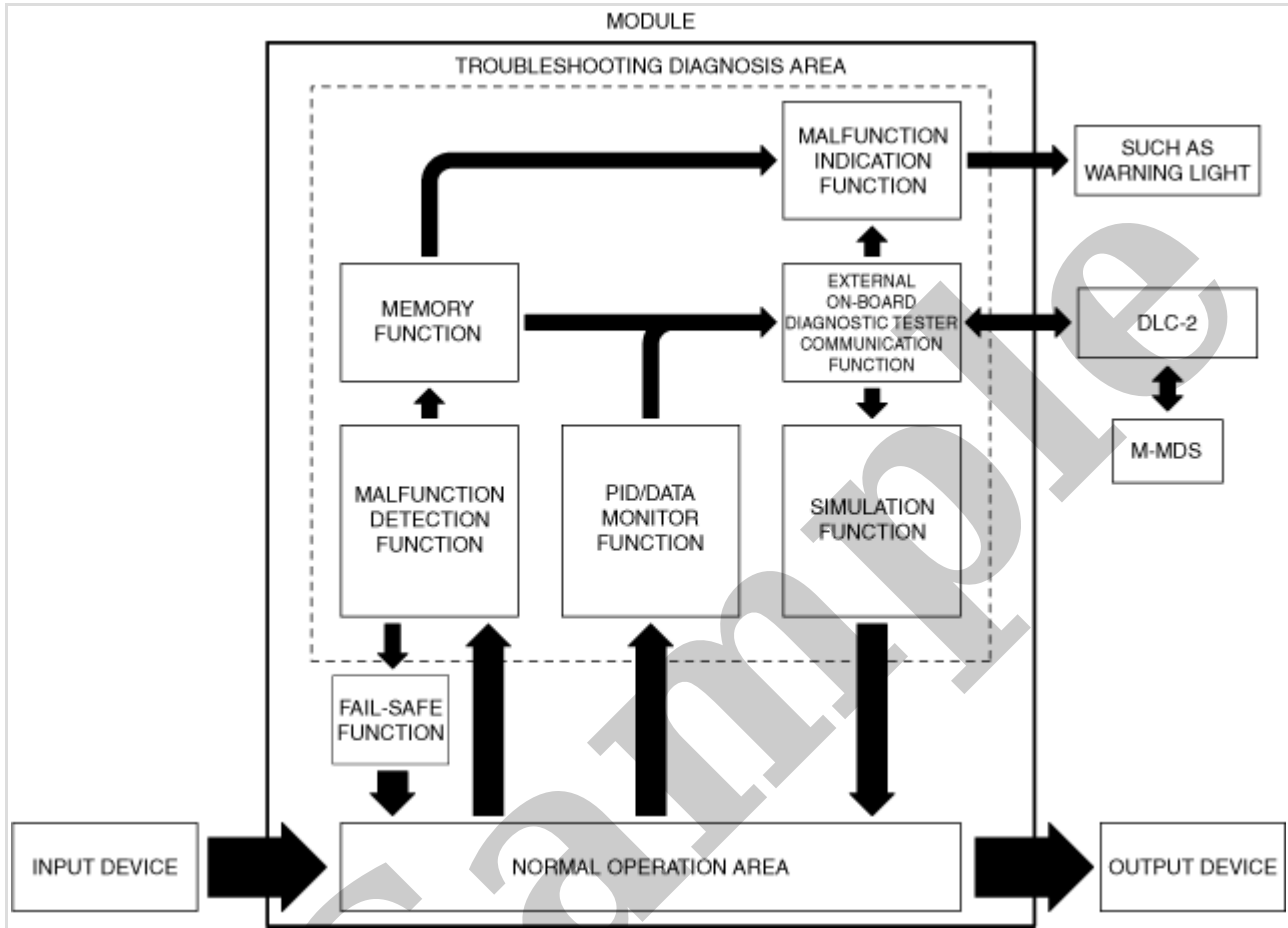 MODULE
TROUBLESHOOTING DIAGNOSIS AREA
MALFUNCTION
INDICATION
FUNCTION
SUCH AS
WARNING LIGHT
MEMORY
FUNCTION
EXTERNAL
ON-BOARD
DIAGNOSTIC TESTER
COMMUNICATION
FUNCTION
DLC-2
M-MDS
MALFUNCTION
DETECTION
FUNCTION
PID/DATA
MONITOR
FUNCTION
SIMULATION
FUNCTION
FAIL-SAFE
FUNCTION
INPUT DEVICE
NORMAL OPERATION AREA
OUTPUT DEVICE
Sample